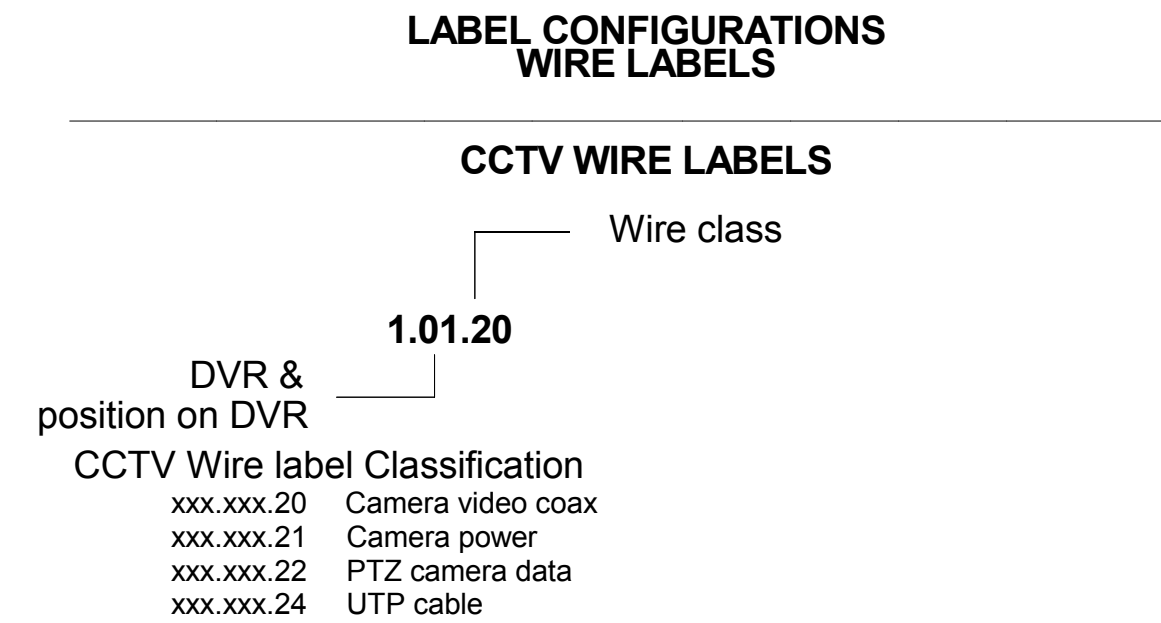 LABEL CONFIGURATIONS
WIRE LABELS
CCTV WIRE LABELS
Wire class
1.01.20
DVR &
position on DVR
CCTV Wire label Classification
xxx.xxx.20 Camera video coax
xxx.xxx.21 Camera power
xxx.xxx.22 PTZ camera data
xxx.xxx.24 UTP cable